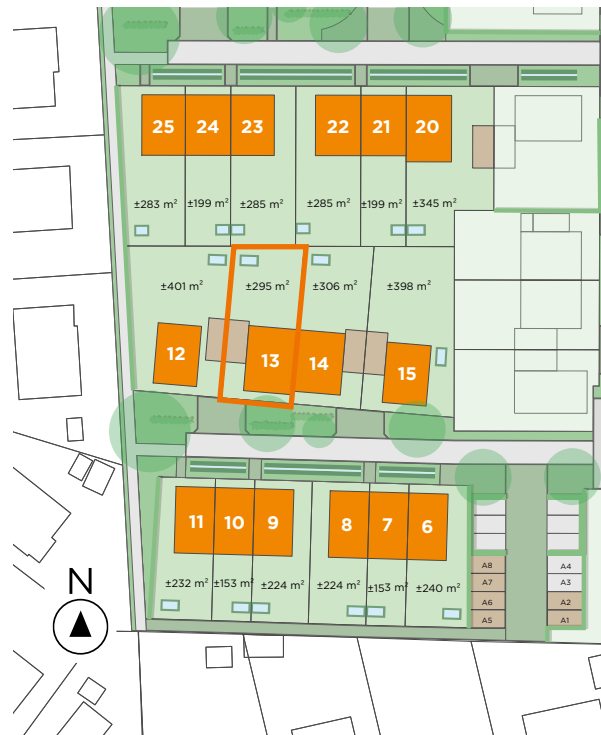 25 24 23 22 21 20
±283 m² ±199 m² ±285 m² ±285 m² ±199 m² ±345 m²
±401 m² ±295 m² ±306 m² ±398 m²
12 13 14 15
11 10 9 8 7 6
±232 m² ±153 m² ±224 m² ±224 m² ±153 m² ±240 m²
A8 A4
A7 A3
A6 A2
A5 A1
N